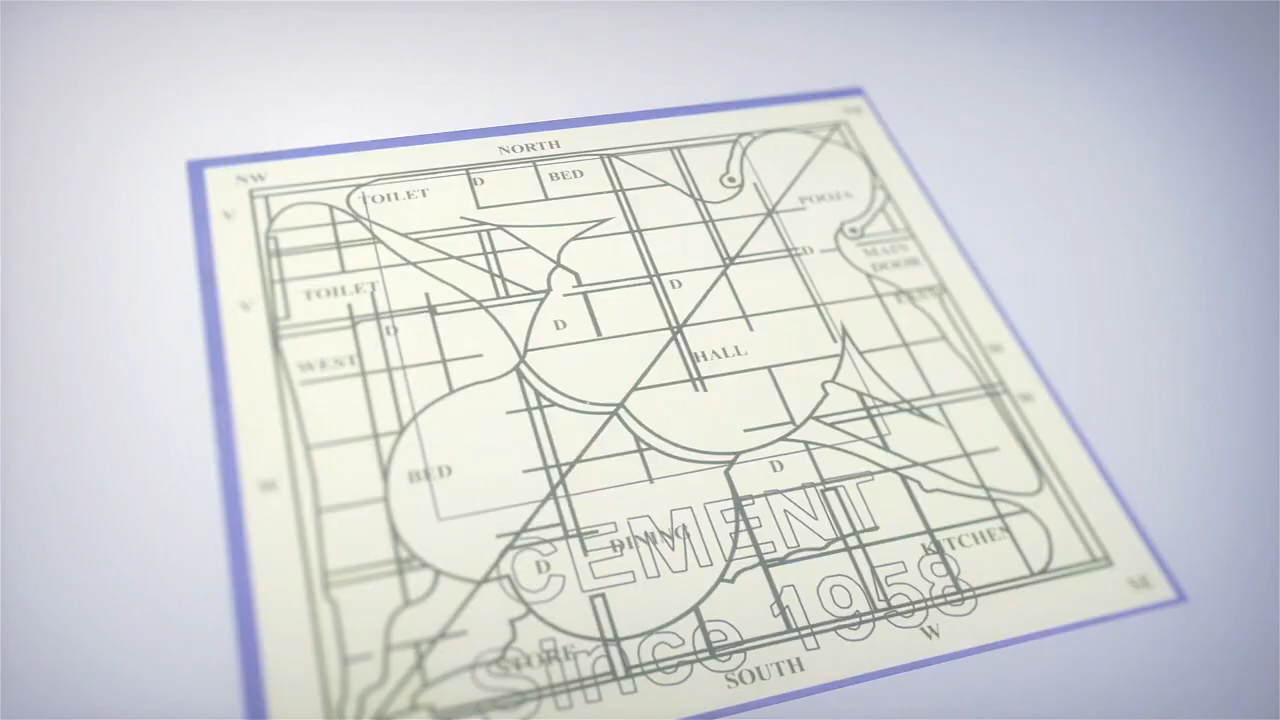 NORTH
NW
TOILET
D
BED
POOJA
V
D
MAIN
DOOR
TOILET
D
V
D
D
WEST
HALL
BED
D
CEMENT
DINING
D
KITCHEN
Since 1958
STORE
W
SOUTH